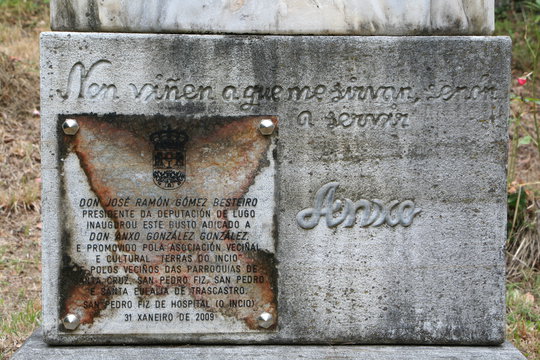 Nen viñen a que me sirvan, senón
a servir
Anxo
DON JOSÉ RAMÓN GÓMEZ BESTEIRO
PRESIDENTE DA DEPUTACIÓN DE LUGO
INAUGUROU ESTE BUSTO ADICADO A
DON ANXO GONZÁLEZ GONZÁLEZ,
E PROMOVIDO POLA ASOCIACIÓN VECIÑAL
E CULTURAL "TERRAS DO INCIO"
E POLOS VECIÑOS DAS PARROQUIAS DE
SANTA CRUZ, SAN PEDRO FIZ, SAN PEDRO
E SANTA EULALIA DE TRASCASTRO.
SAN PEDRO FIZ DE HOSPITAL (O INCIO)
31 XANEIRO DE 2009